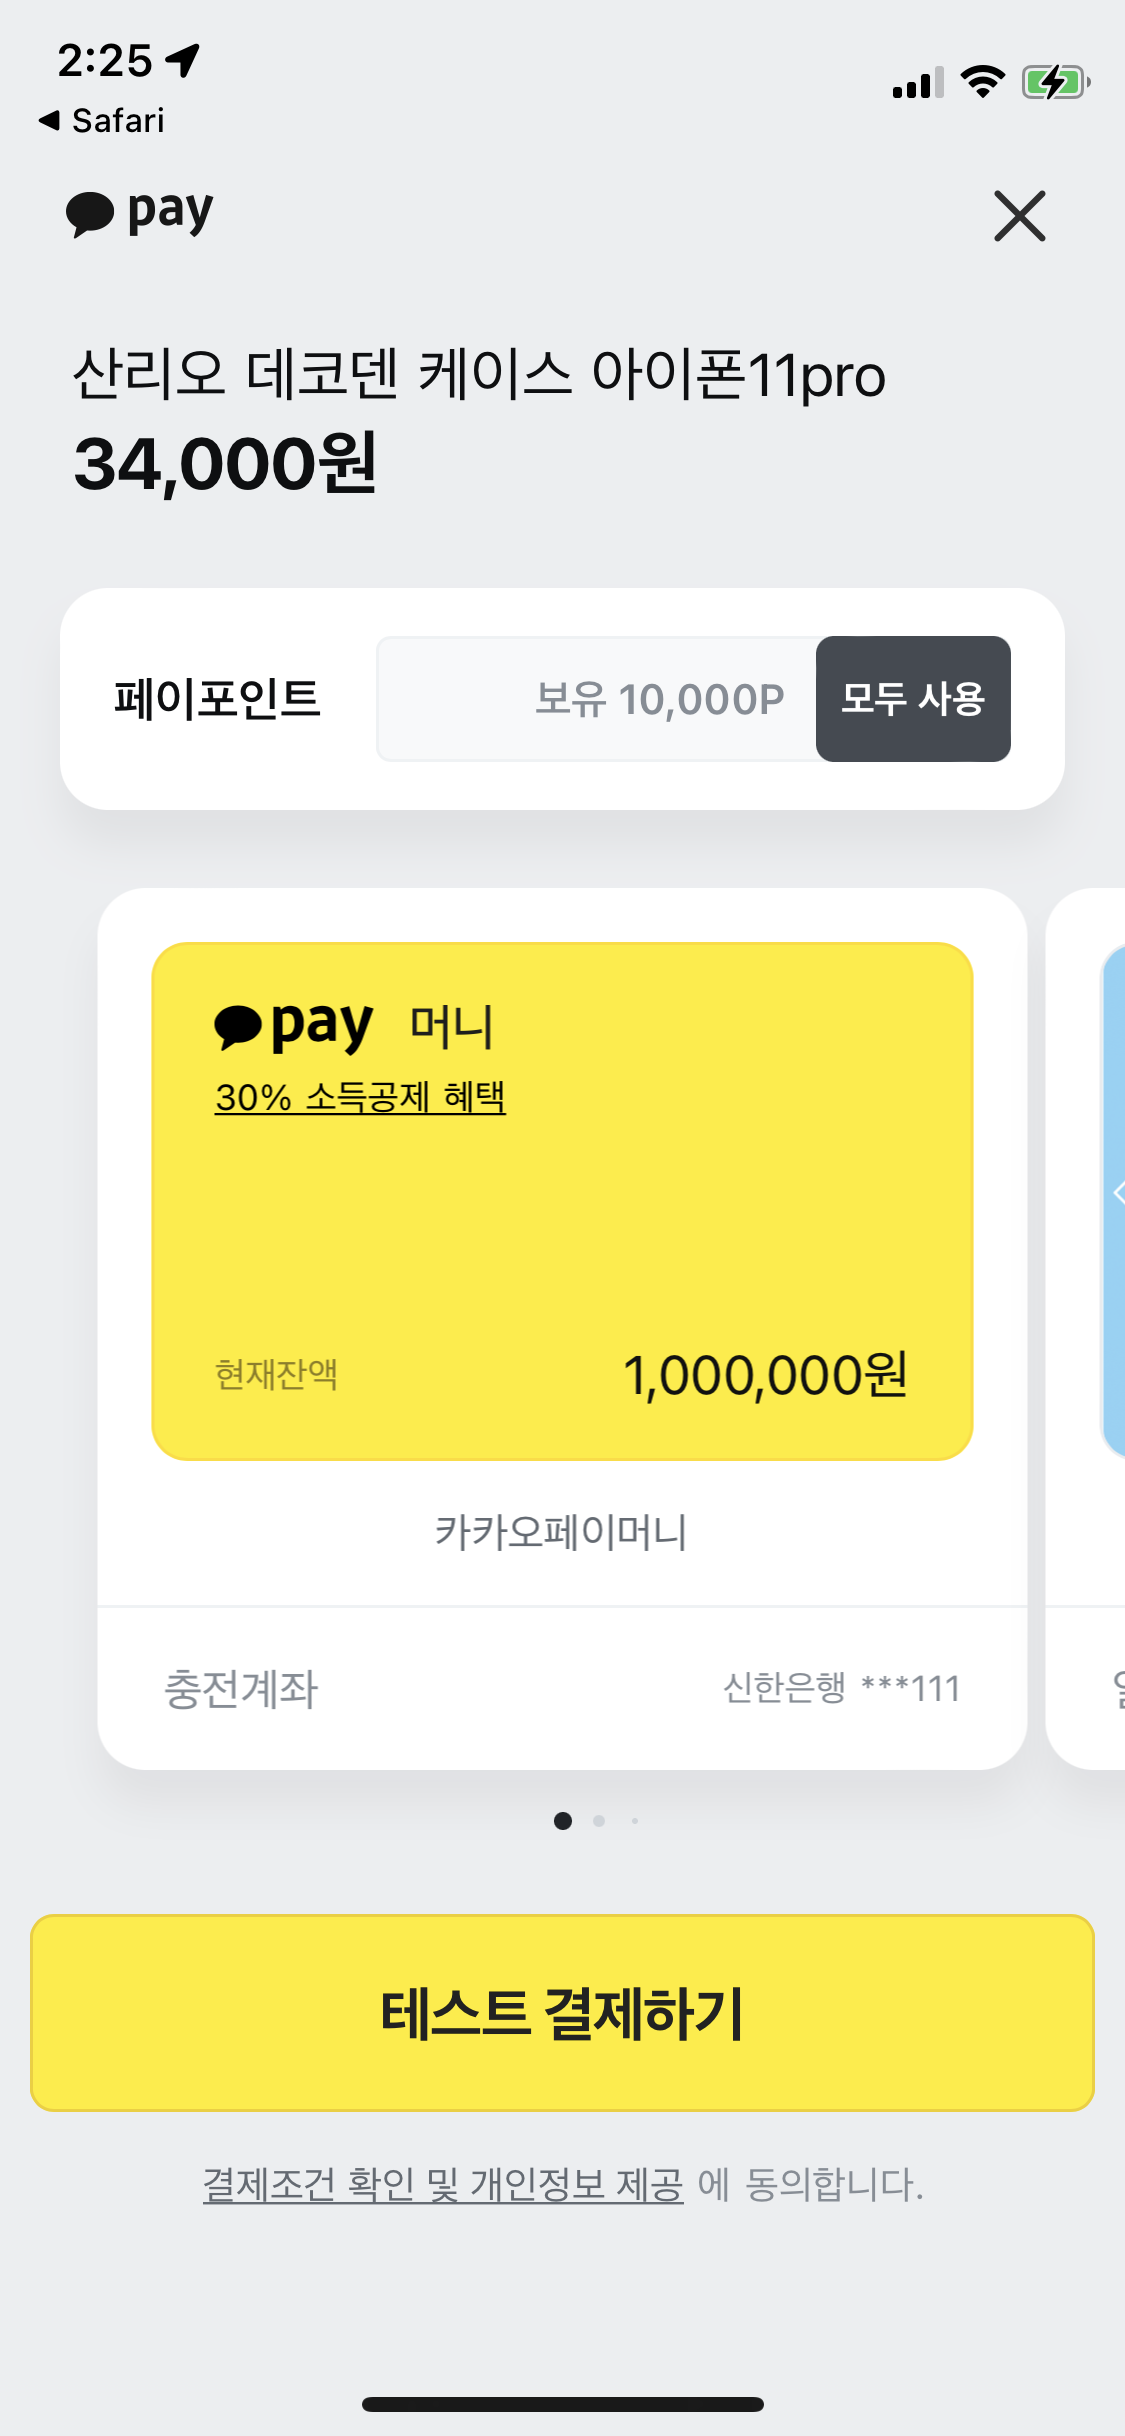 2:25
Safari
pay
산리오 데코덴 케이스 아이폰11pro
34,000원
페이포인트 보유 10,000P 모두 사용
pay 머니
30% 소득공제 혜택
현재잔액 1,000,000원
카카오페이머니
충전계좌 신한은행 ***111
테스트 결제하기
결제조건 확인 및 개인정보 제공 에 동의합니다.